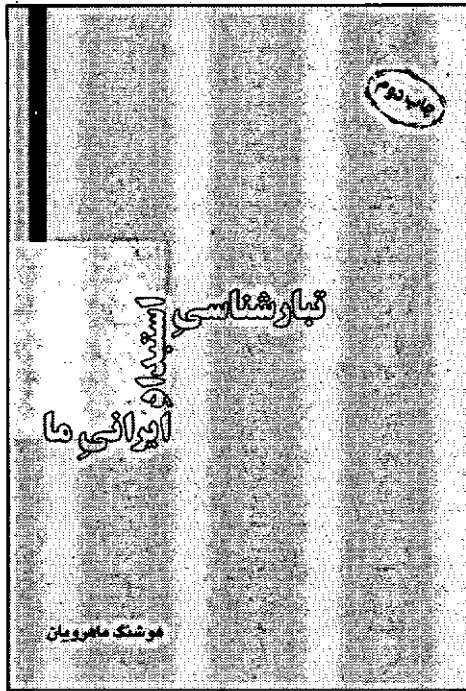 چاپ دوم
تبارشناسیِ
استبدادِ
ایرانیِ ما
هوشنگ ماهرویان